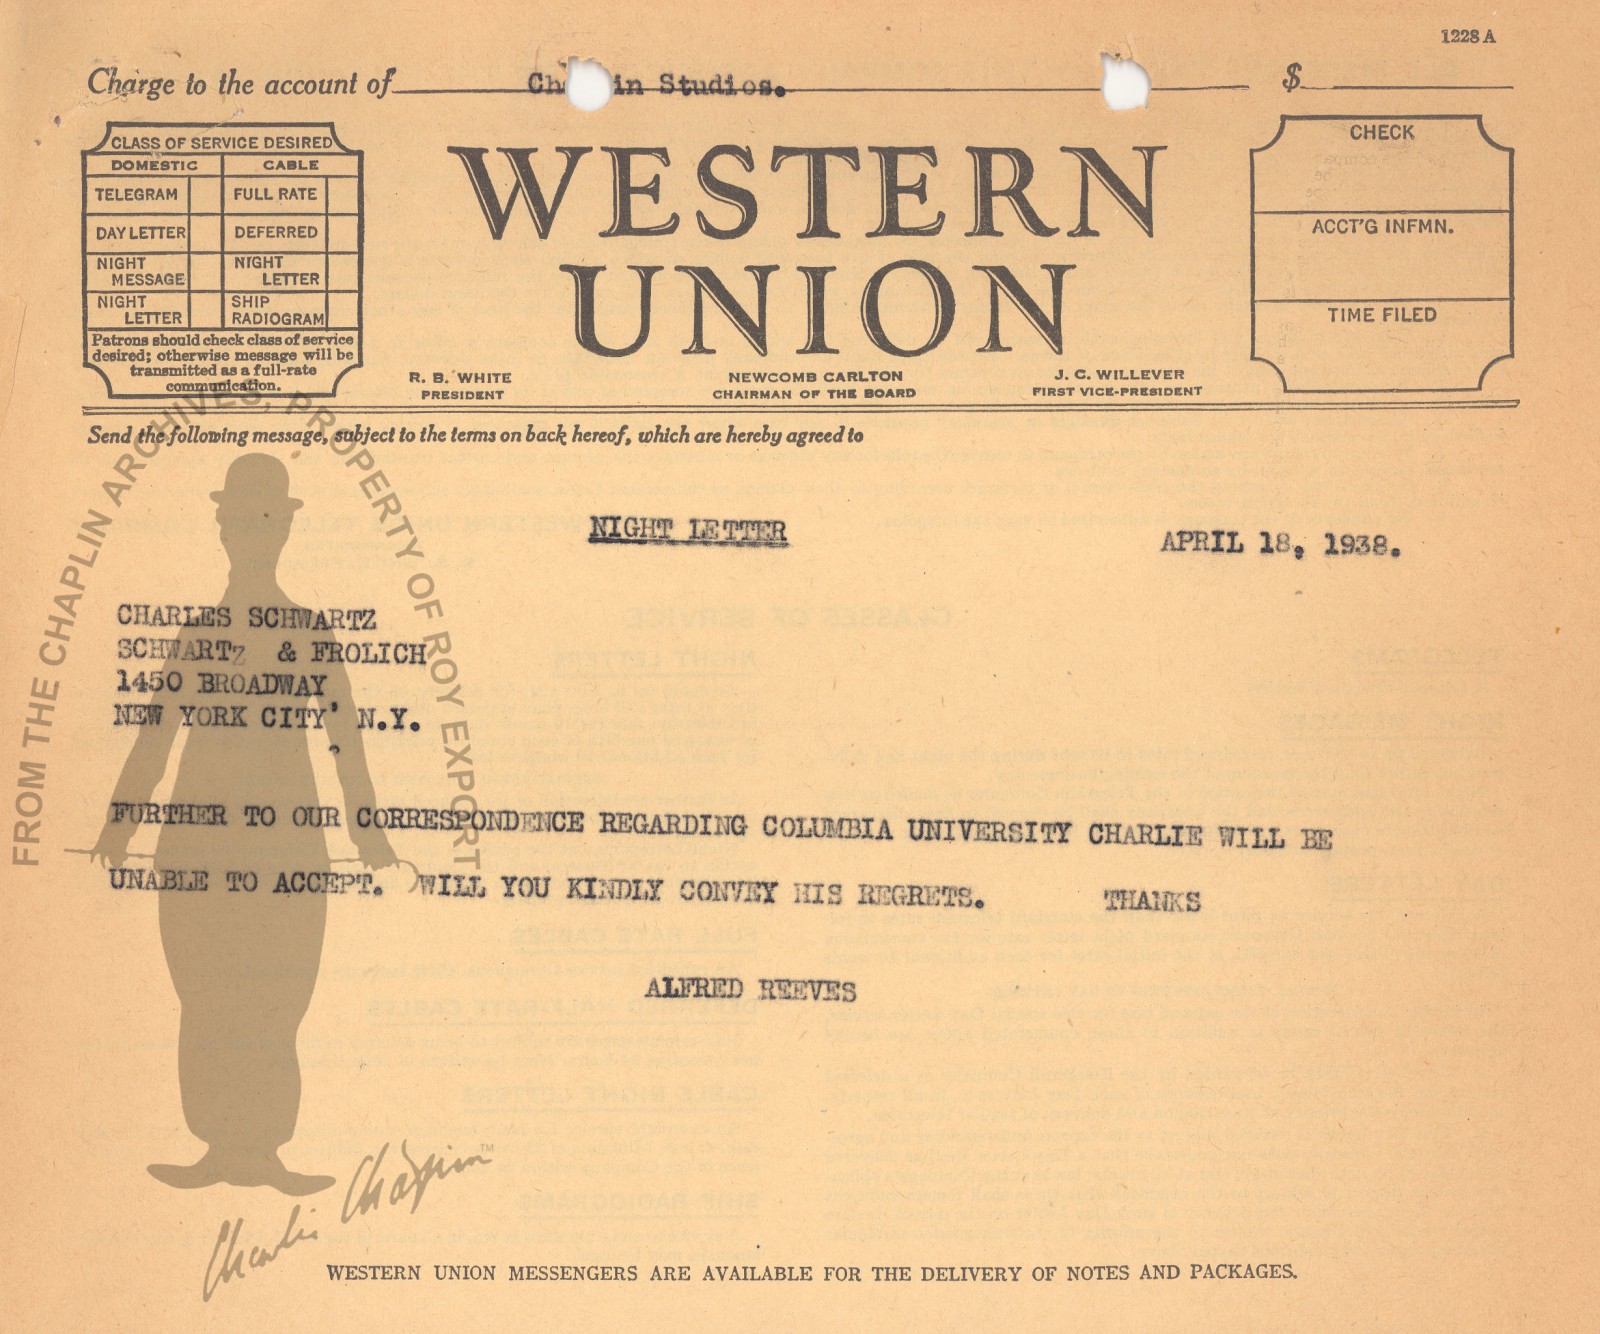 1228 A
Charge to the account of Ch in Studios. $
CLASS OF SERVICE DESIRED
DOMESTIC CABLE
TELEGRAM FULL RATE
DAY LETTER DEFERRED
NIGHT MESSAGE NIGHT LETTER
NIGHT LETTER SHIP RADIOGRAM
Patrons should check class of service
desired; otherwise message will be
transmitted as a full-rate
communication.
WESTERN
UNION
R. B. WHITE
PRESIDENT
NEWCOMB CARLTON
CHAIRMAN OF THE BOARD
J. C. WILLEVER
FIRST VICE-PRESIDENT
CHECK
ACCT'G INFMN.
TIME FILED
Send the following message, subject to the terms on back hereof, which are hereby agreed to
NIGHT LETTER
APRIL 18, 1938.
CHARLES SCHWARTZ
SCHWARTz & FROLICH
1450 BROADWAY
NEW YORK CITY' N.Y.
FURTHER TO OUR CORRESPONDENCE REGARDING COLUMBIA UNIVERSITY CHARLIE WILL BE
UNABLE TO ACCEPT. WILL YOU KINDLY CONVEY HIS REGRETS. THANKS
ALFRED REEVES
FROM THE CHAPLIN ARCHIVES, PROPERTY OF ROY EXPORT
Charlie Chaplin™
WESTERN UNION MESSENGERS ARE AVAILABLE FOR THE DELIVERY OF NOTES AND PACKAGES.